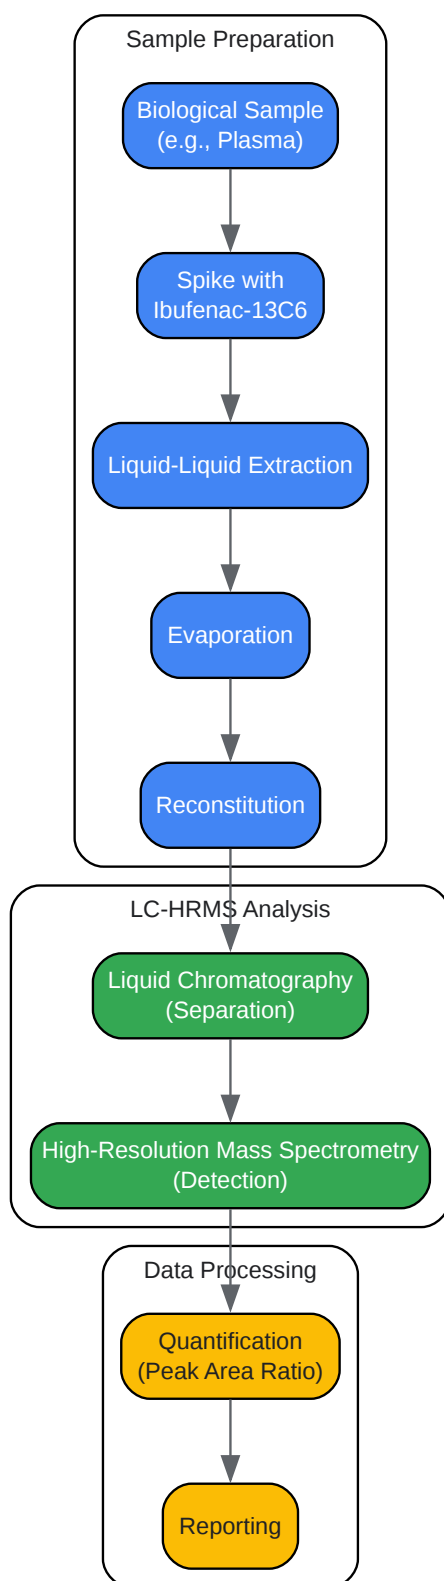 Sample Preparation
Biological Sample
(e.g., Plasma)
Spike with
Ibufenac-13C6
Liquid-Liquid Extraction
Evaporation
Reconstitution
LC-HRMS Analysis
Liquid Chromatography
(Separation)
High-Resolution Mass Spectrometry
(Detection)
Data Processing
Quantification
(Peak Area Ratio)
Reporting